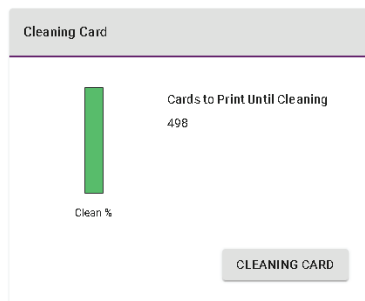 Cleaning Card
Cards to Print Until Cleaning
498
Clean %
CLEANING CARD